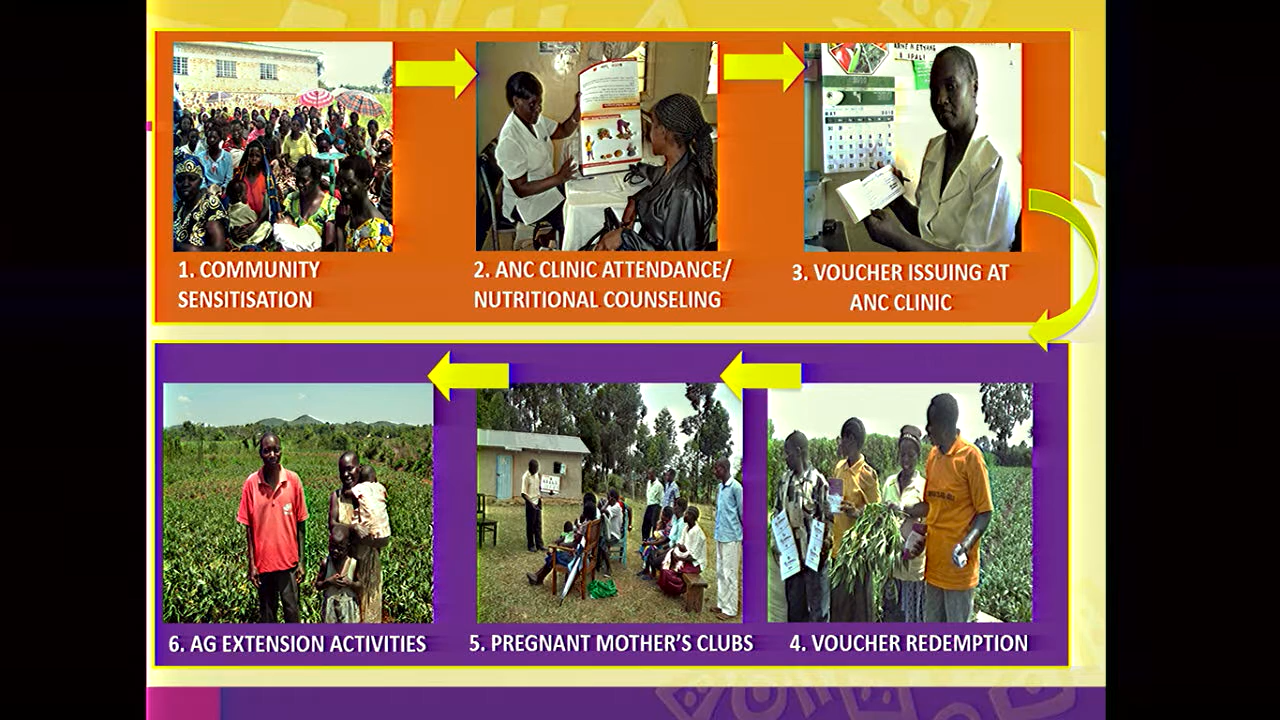 1. COMMUNITY
SENSITISATION
2. ANC CLINIC ATTENDANCE/
NUTRITIONAL COUNSELING
3. VOUCHER ISSUING AT
ANC CLINIC
6. AG EXTENSION ACTIVITIES
5. PREGNANT MOTHER'S CLUBS
4. VOUCHER REDEMPTION